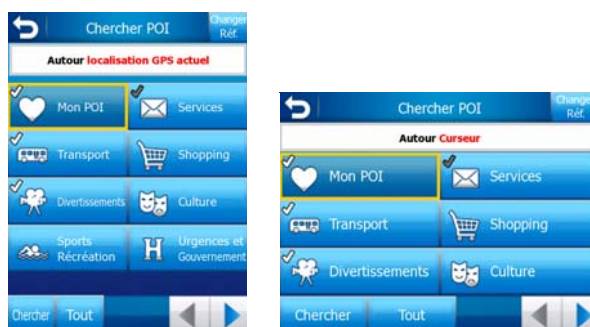 Chercher POI
Changer
Réf.
Autour localisation GPS actuel
Mon POI
Services
Transport
Shopping
Divertissements
Culture
Sports
Récréation
H
Urgences et
Gouvernement
Chercher
Tout
Chercher POI
Change
Réf.
Autour Curseur
Mon POI
Services
Transport
Shopping
Divertissements
Culture
Chercher
Tout